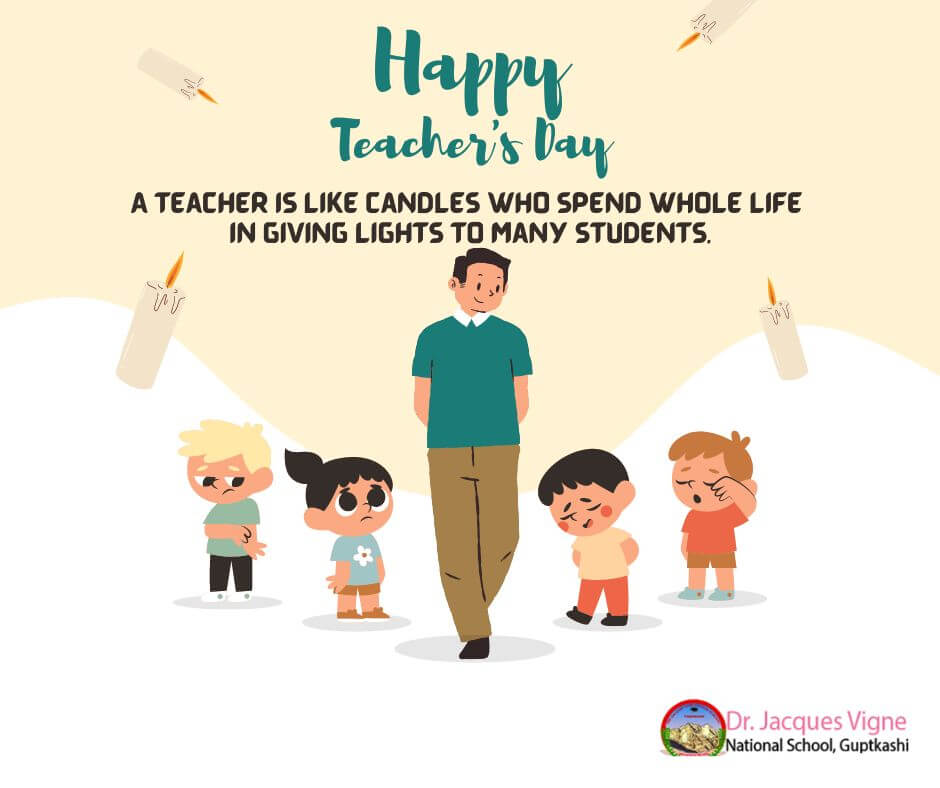 Happy
Teacher's Day
A TEACHER IS LIKE CANDLES WHO SPEND WHOLE LIFE
IN GIVING LIGHTS TO MANY STUDENTS.
Dr. Jacques Vigne
National School, Guptkashi